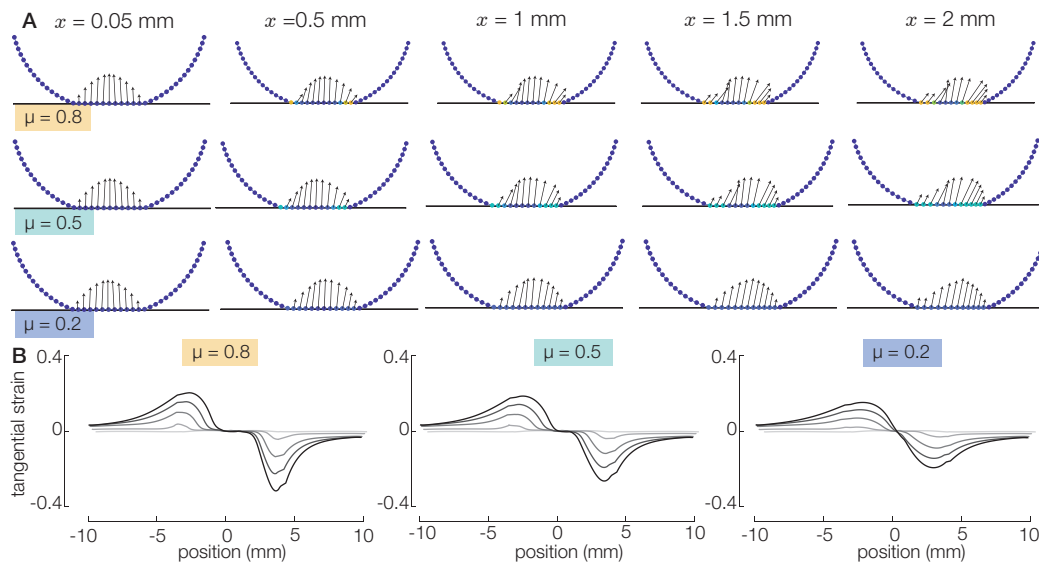 A
x = 0.05 mm
x =0.5 mm
x = 1 mm
x = 1.5 mm
x = 2 mm
μ = 0.8
μ = 0.5
μ = 0.2
B
μ = 0.8
μ = 0.5
μ = 0.2
tangential strain
0.4
0
-0.4
-10
-5
0
5
10
position (mm)
0.4
0
-0.4
-10
-5
0
5
10
position (mm)
0.4
0
-0.4
-10
-5
0
5
10
position (mm)